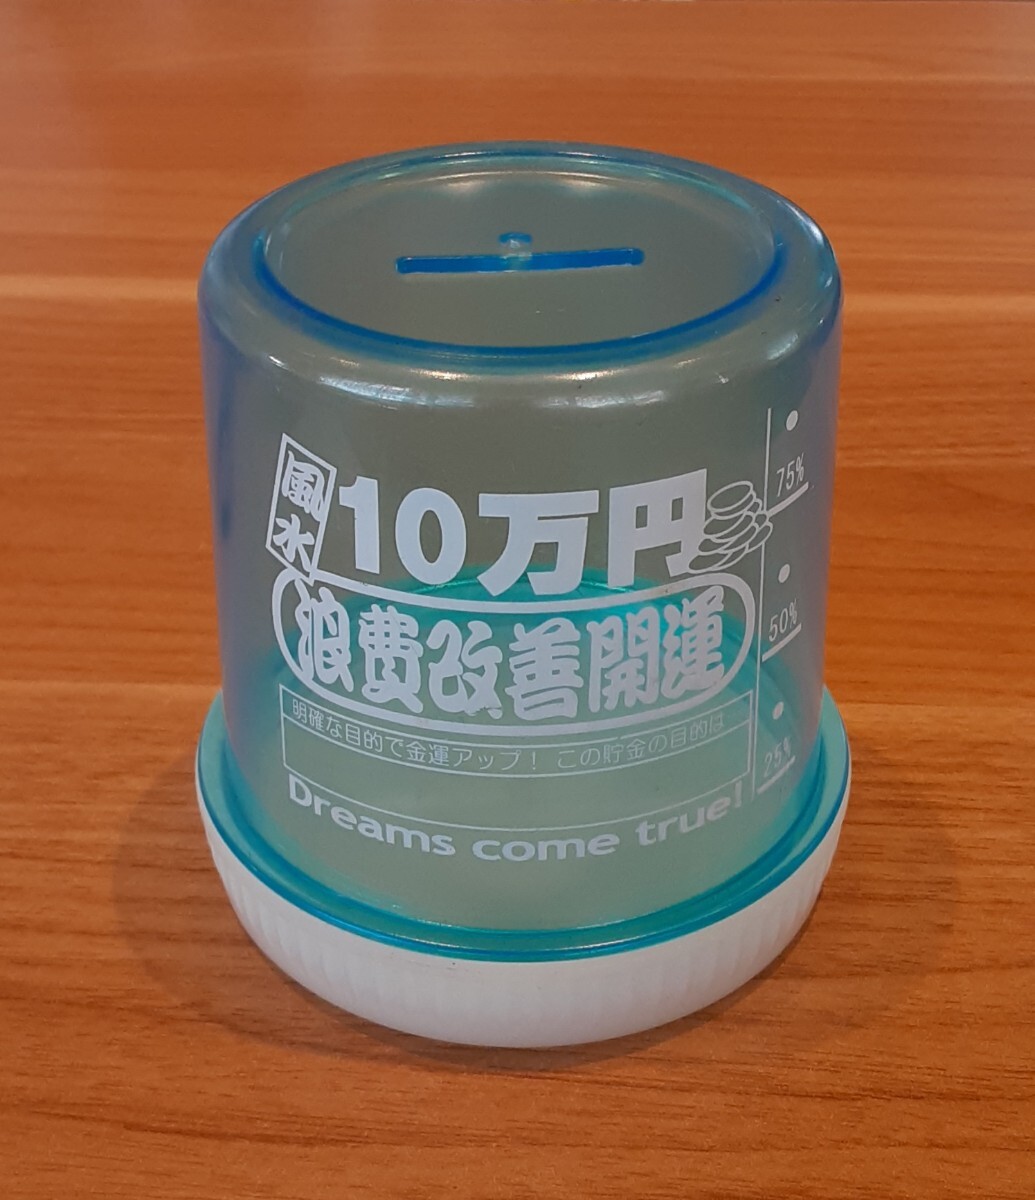 風水
10万円
浪費改善開運
明確な目的で金運アップ！ この貯金の目的は
Dreams come true!
75%
50%
25%